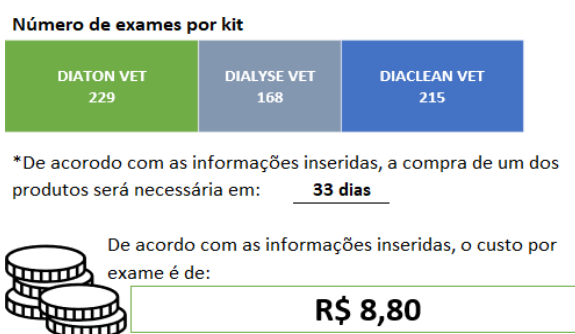 Número de exames por kit
DIATON VET DIALYSE VET DIACLEAN VET
229 168 215
*De acorodo com as informações inseridas, a compra de um dos
produtos será necessária em: 33 dias
De acordo com as informações inseridas, o custo por
exame é de:
R$ 8,80